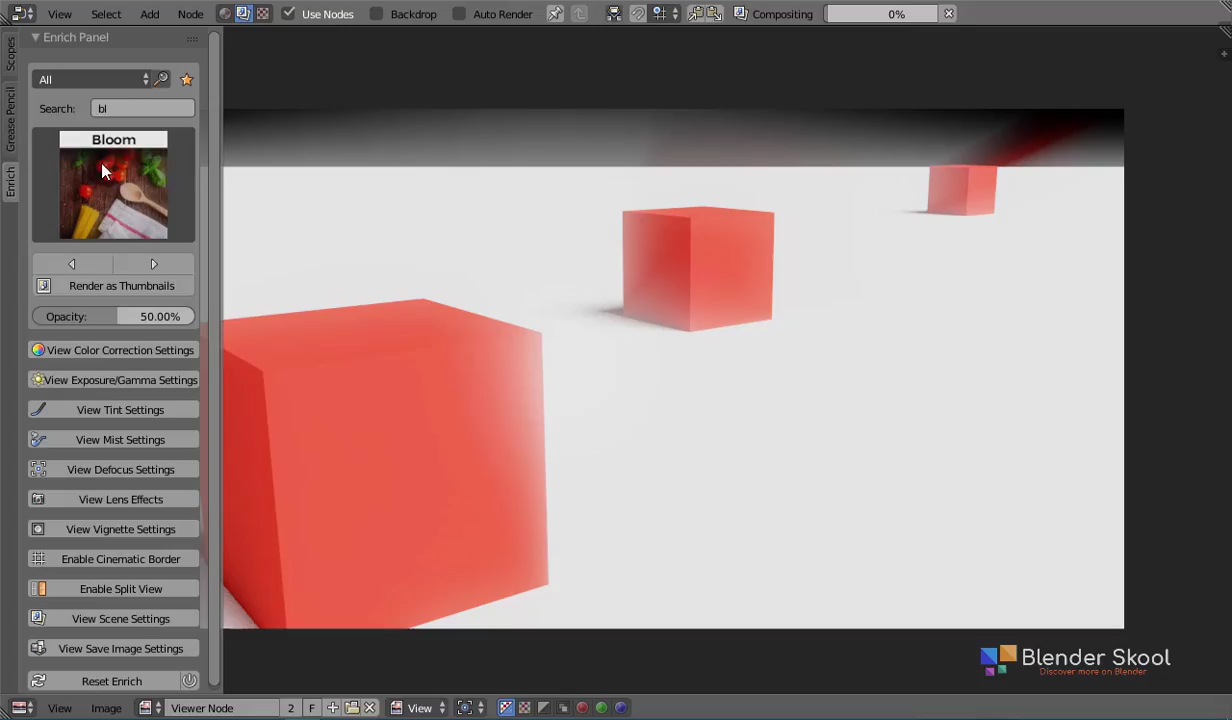 View Select Add Node Use Nodes Backdrop Auto Render Compositing 0%
Enrich Panel
Scopes
Grease Pencil
Enrich
All
Search: bl
Bloom
Render as Thumbnails
Opacity: 50.00%
View Color Correction Settings
View Exposure/Gamma Settings
View Tint Settings
View Mist Settings
View Defocus Settings
View Lens Effects
View Vignette Settings
Enable Cinematic Border
Enable Split View
View Scene Settings
View Save Image Settings
Reset Enrich
Blender Skool
Discover more on Blender
View Image Viewer Node 2 F View